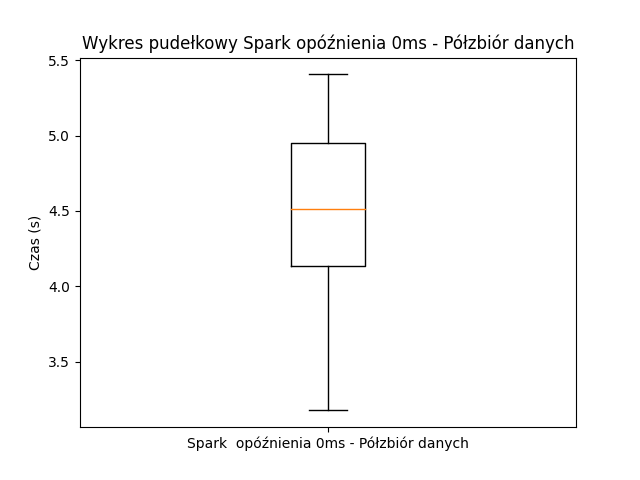 Wykres pudełkowy Spark opóźnienia 0ms - Półzbiór danych
5.5
5.0
4.5
4.0
3.5
Czas (s)
Spark  opóźnienia 0ms - Półzbiór danych